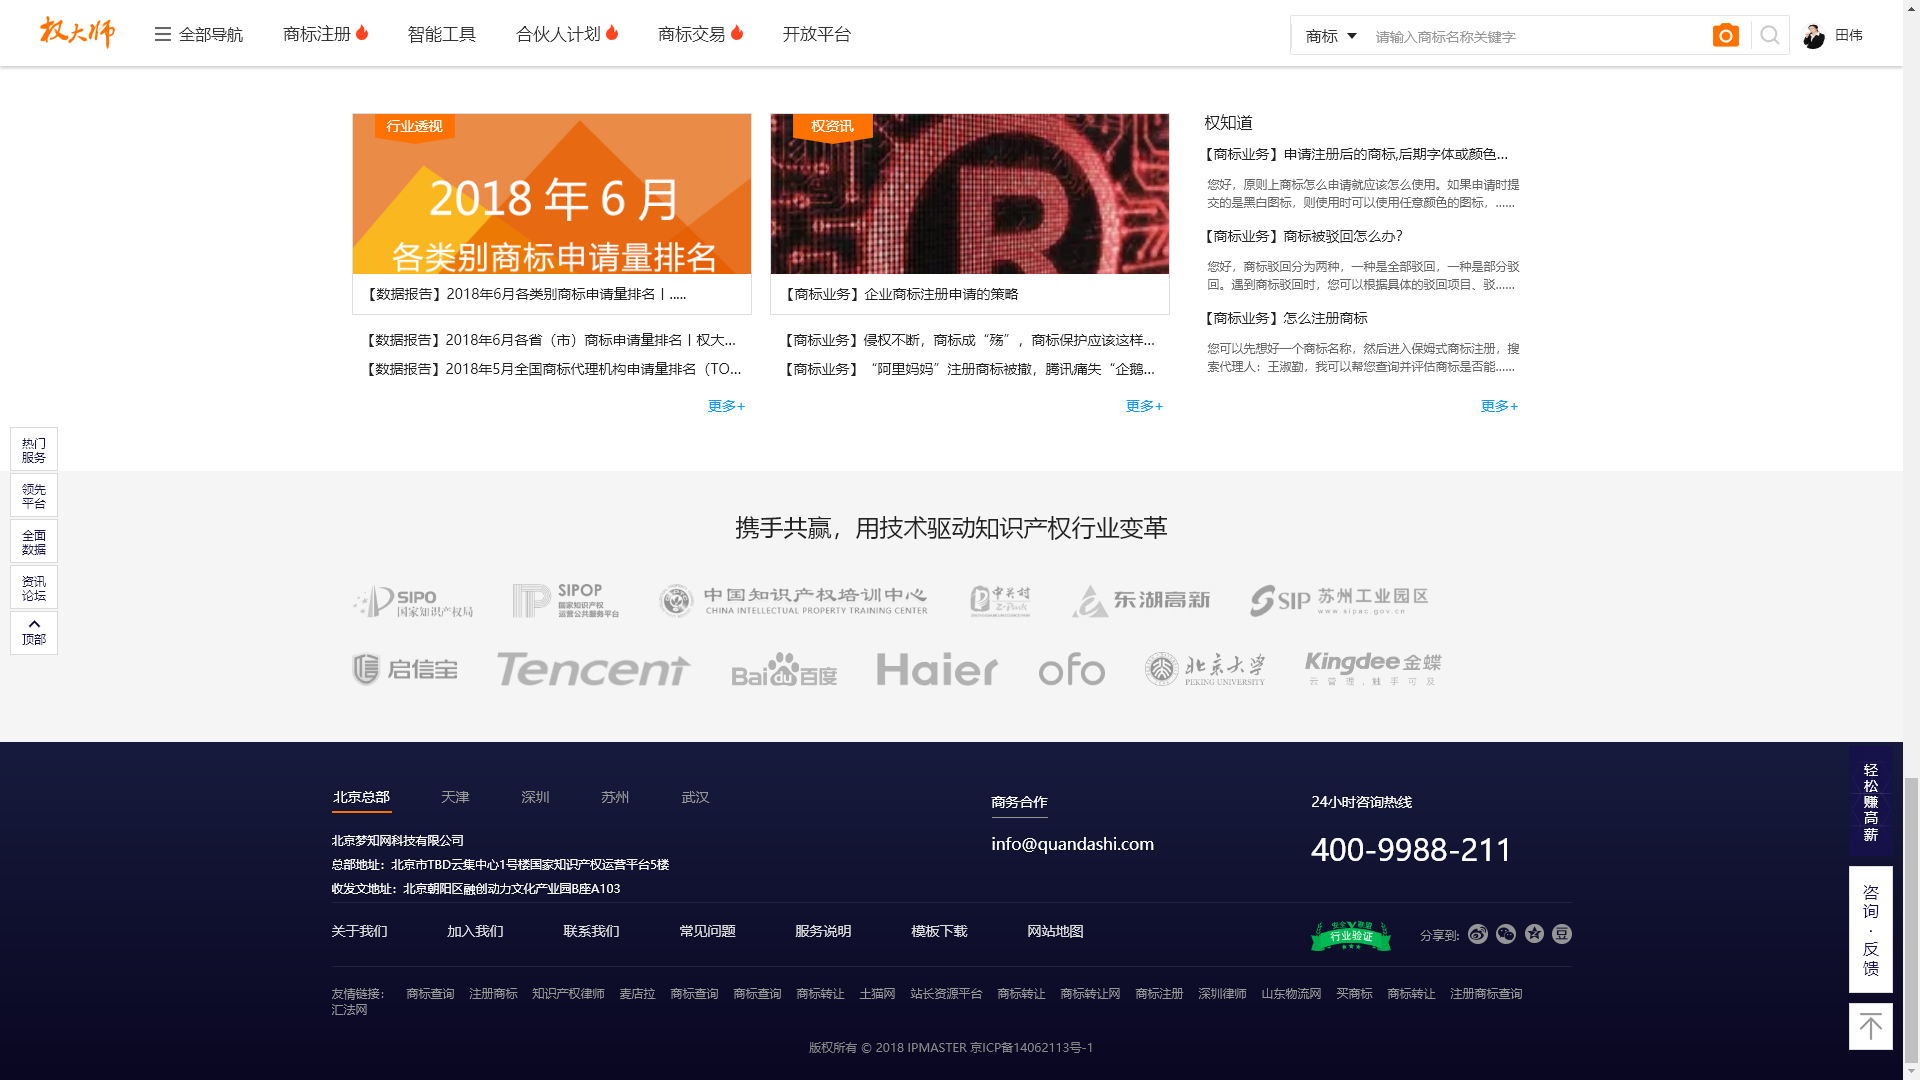 权大师
全部导航
商标注册
智能工具
合伙人计划
商标交易
开放平台
商标
请输入商标名称关键字
田伟
行业透视
2018 年 6 月
各类别商标申请量排名
【数据报告】2018年6月各类别商标申请量排名丨.....
【数据报告】2018年6月各省（市）商标申请量排名丨权大...
【数据报告】2018年5月全国商标代理机构申请量排名（TO...
更多+
权资讯
R
【商标业务】企业商标注册申请的策略
【商标业务】侵权不断，商标成“殇”，商标保护应该这样...
【商标业务】“阿里妈妈”注册商标被撤，腾讯痛失“企鹅...
更多+
权知道
【商标业务】申请注册后的商标,后期字体或颜色...
您好，原则上商标怎么申请就应该怎么使用。如果申请时提
交的是黑白图标，则使用时可以使用任意颜色的图标，......
【商标业务】商标被驳回怎么办？
您好，商标驳回分为两种，一种是全部驳回，一种是部分驳
回。遇到商标驳回时，您可以根据具体的驳回项目、驳......
【商标业务】怎么注册商标
您可以先想好一个商标名称，然后进入保姆式商标注册，搜
索代理人：王淑勤，我可以帮您查询并评估商标是否能......
更多+
热门
服务
领先
平台
全面
数据
资讯
论坛
顶部
携手共赢，用技术驱动知识产权行业变革
SIPO
国家知识产权局
SIPOP
国家知识产权
运营公共服务平台
中国知识产权培训中心
CHINA INTELLECTUAL PROPERTY TRAINING CENTER
中关村
Z-Park
东湖高新
SIP 苏州工业园区
www.sipac.gov.cn
启信宝
Tencent
Baidu百度
Haier
ofo
北京大学
PEKING UNIVERSITY
Kingdee金蝶
云管理，触手可及
北京总部
天津
深圳
苏州
武汉
北京梦知网科技有限公司
总部地址：北京市TBD云集中心1号楼国家知识产权运营平台5楼
收发文地址：北京朝阳区融创动力文化产业园B座A103
商务合作
info@quandashi.com
24小时咨询热线
400-9988-211
关于我们
加入我们
联系我们
常见问题
服务说明
模板下载
网站地图
安全V联盟
行业验证
分享到:
豆
友情链接： 商标查询 注册商标 知识产权律师 麦店拉 商标查询 商标查询 商标转让 土猫网 站长资源平台 商标转让 商标转让网 商标注册 深圳律师 山东物流网 买商标 商标转让 注册商标查询
汇法网
版权所有 © 2018 IPMASTER 京ICP备14062113号-1
轻松赚高薪
咨询·反馈